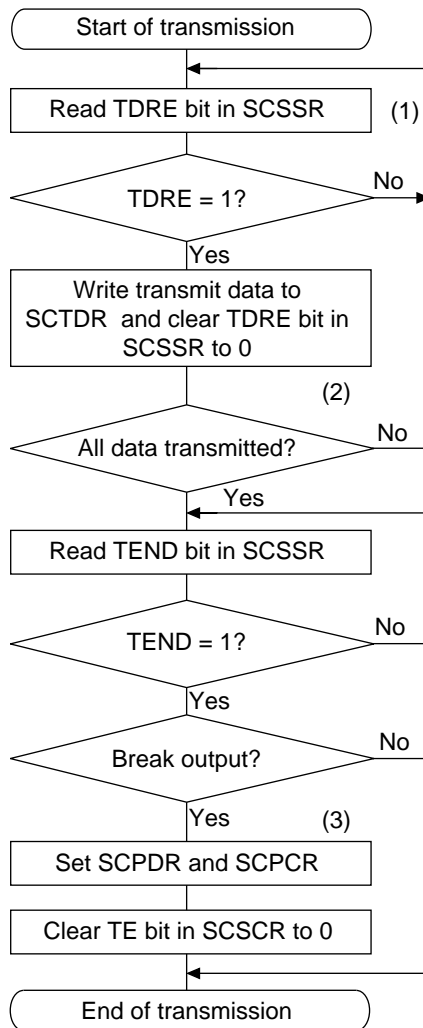 Start of transmission
Read TDRE bit in SCSSR
(1)
TDRE = 1?
No
Yes
Write transmit data to
SCTDR and clear TDRE bit in
SCSSR to 0
(2)
All data transmitted?
No
Yes
Read TEND bit in SCSSR
TEND = 1?
No
Yes
Break output?
No
Yes
(3)
Set SCPDR and SCPCR
Clear TE bit in SCSCR to 0
End of transmission